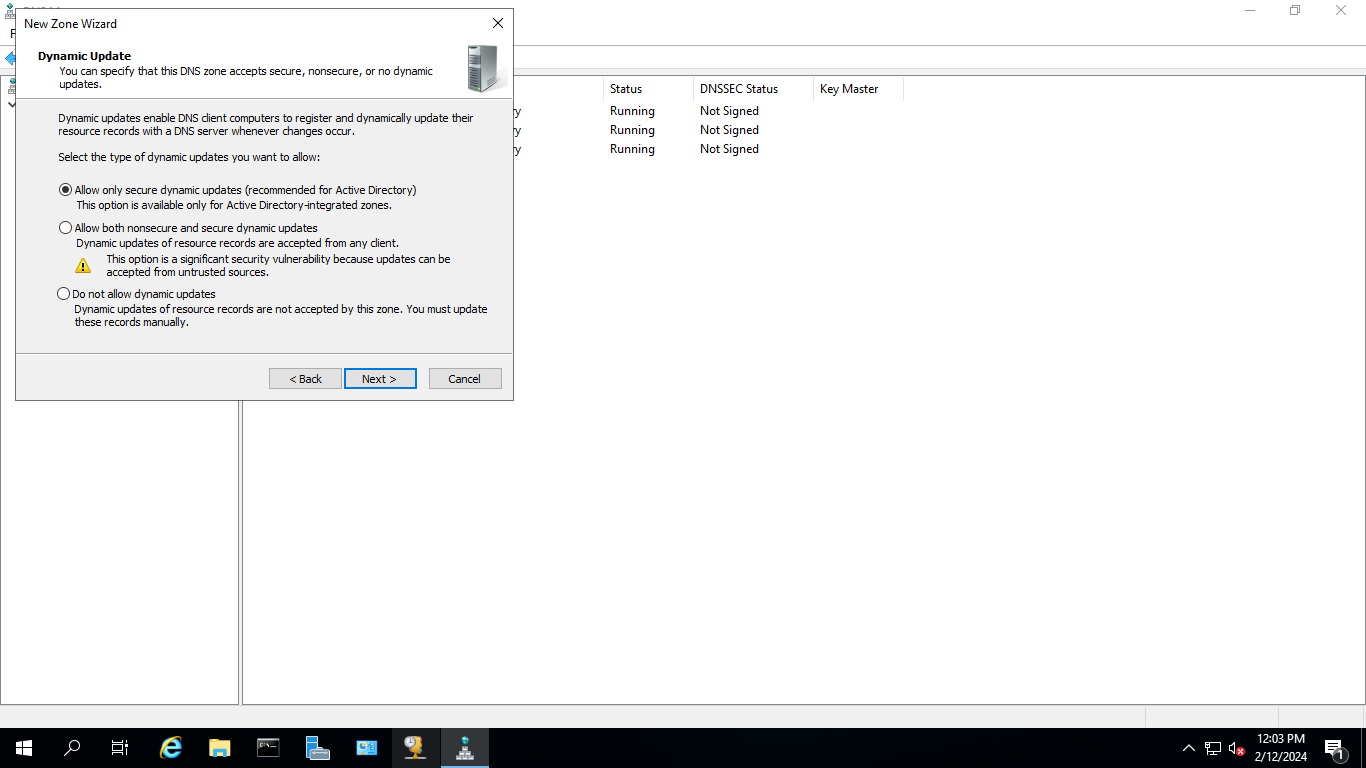 New Zone Wizard
Dynamic Update
You can specify that this DNS zone accepts secure, nonsecure, or no dynamic
updates.
Dynamic updates enable DNS client computers to register and dynamically update their
resource records with a DNS server whenever changes occur.
Select the type of dynamic updates you want to allow:
Allow only secure dynamic updates (recommended for Active Directory)
This option is available only for Active Directory-integrated zones.
Allow both nonsecure and secure dynamic updates
Dynamic updates of resource records are accepted from any client.
This option is a significant security vulnerability because updates can be
accepted from untrusted sources.
Do not allow dynamic updates
Dynamic updates of resource records are not accepted by this zone. You must update
these records manually.
< Back Next > Cancel
Status DNSSEC Status Key Master
Running Not Signed
Running Not Signed
Running Not Signed
12:03 PM
2/12/2024
1